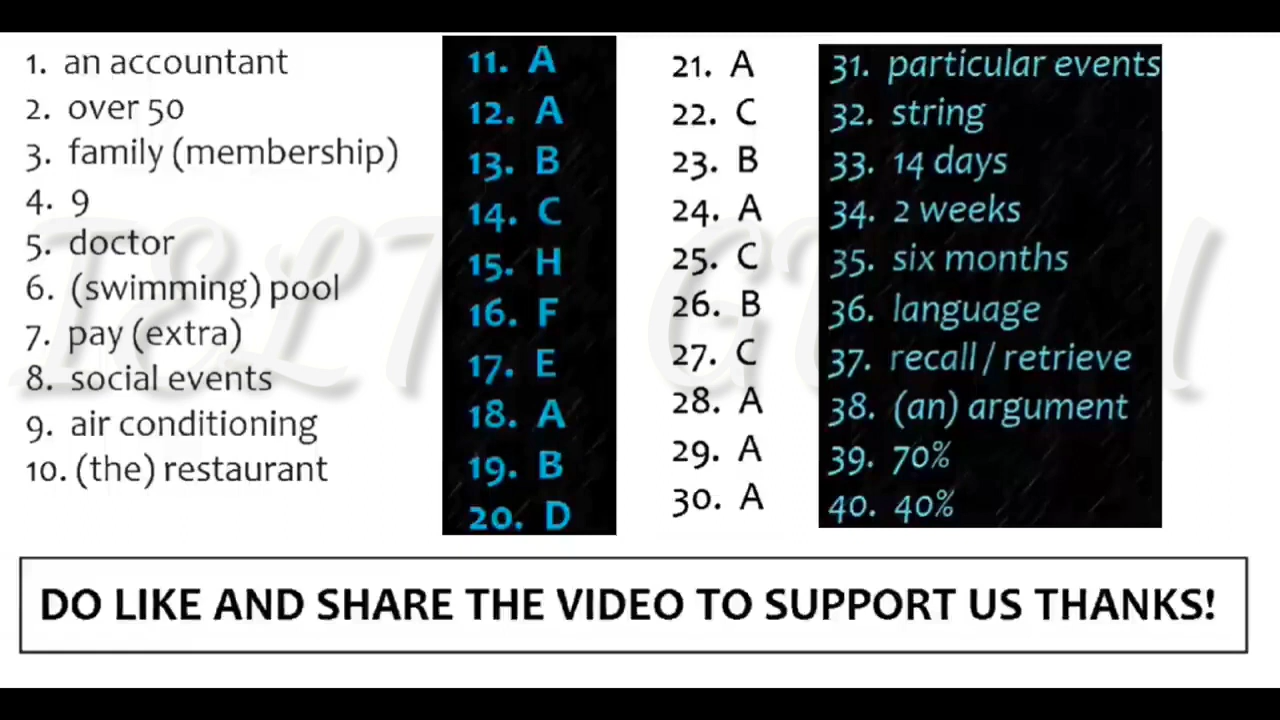 1. an accountant
2. over 50
3. family (membership)
4. 9
5. doctor
6. (swimming) pool
7. pay (extra)
8. social events
9. air conditioning
10. (the) restaurant
11. A
12. A
13. B
14. C
15. H
16. F
17. E
18. A
19. B
20. D
21. A
22. C
23. B
24. A
25. C
26. B
27. C
28. A
29. A
30. A
31. particular events
32. string
33. 14 days
34. 2 weeks
35. six months
36. language
37. recall / retrieve
38. (an) argument
39. 70%
40. 40%
DO LIKE AND SHARE THE VIDEO TO SUPPORT US THANKS!